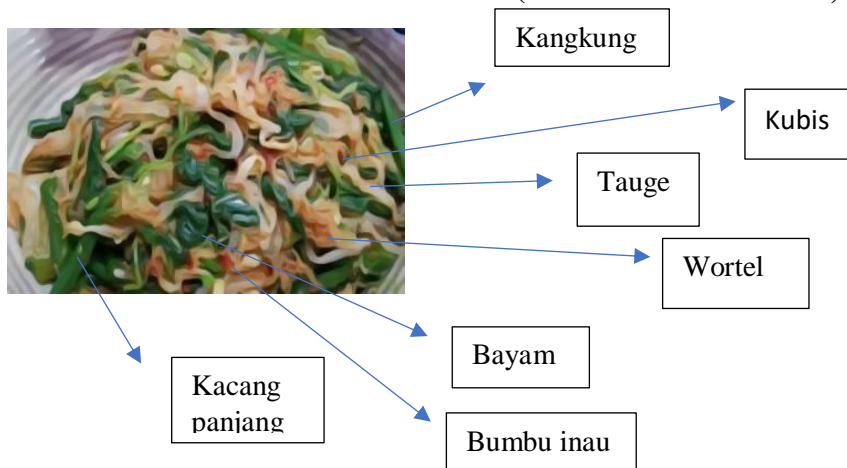 Kangkung
Kubis
Tauge
Wortel
Bayam
Kacang
panjang
Bumbu inau